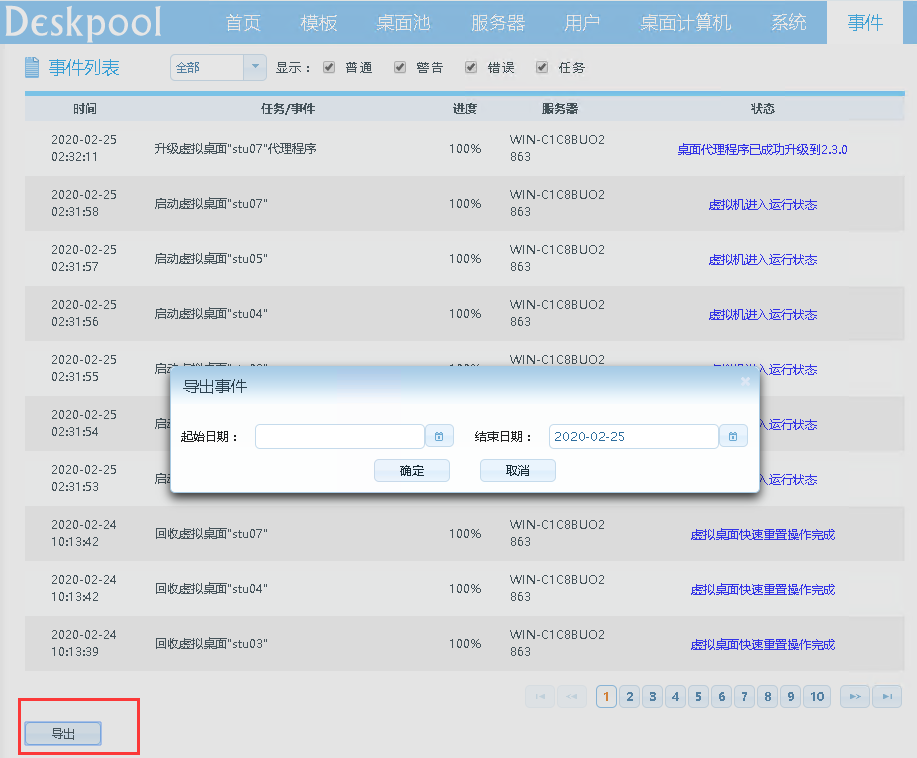 Deskpool 首页 模板 桌面池 服务器 用户 桌面计算机 系统 事件
事件列表 全部 显示： 普通 警告 错误 任务
时间 任务/事件 进度 服务器 状态
2020-02-25 02:32:11 升级虚拟桌面"stu07"代理程序 100% WIN-C1C8BUO2863 桌面代理程序已成功升级到2.3.0
2020-02-25 02:31:58 启动虚拟桌面"stu07" 100% WIN-C1C8BUO2863 虚拟机进入运行状态
2020-02-25 02:31:57 启动虚拟桌面"stu05" 100% WIN-C1C8BUO2863 虚拟机进入运行状态
2020-02-25 02:31:56 启动虚拟桌面"stu04" 100% WIN-C1C8BUO2863 虚拟机进入运行状态
2020-02-25 02:31:55 WIN-C1C8BUO2 入运行状态
2020-02-25 02:31:54 入运行状态
2020-02-25 02:31:53 入运行状态
导出事件
起始日期： 结束日期： 2020-02-25
确定 取消
2020-02-24 10:13:42 回收虚拟桌面"stu07" 100% WIN-C1C8BUO2863 虚拟桌面快速重置操作完成
2020-02-24 10:13:42 回收虚拟桌面"stu04" 100% WIN-C1C8BUO2863 虚拟桌面快速重置操作完成
2020-02-24 10:13:39 回收虚拟桌面"stu03" 100% WIN-C1C8BUO2863 虚拟桌面快速重置操作完成
1 2 3 4 5 6 7 8 9 10
导出